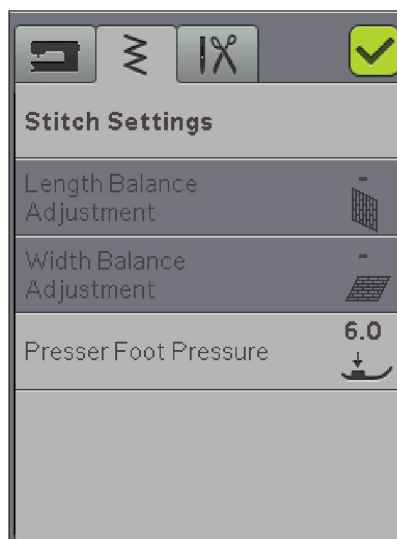 Stitch Settings
Length Balance
Adjustment
-
Width Balance
Adjustment
-
Presser Foot Pressure
6.0